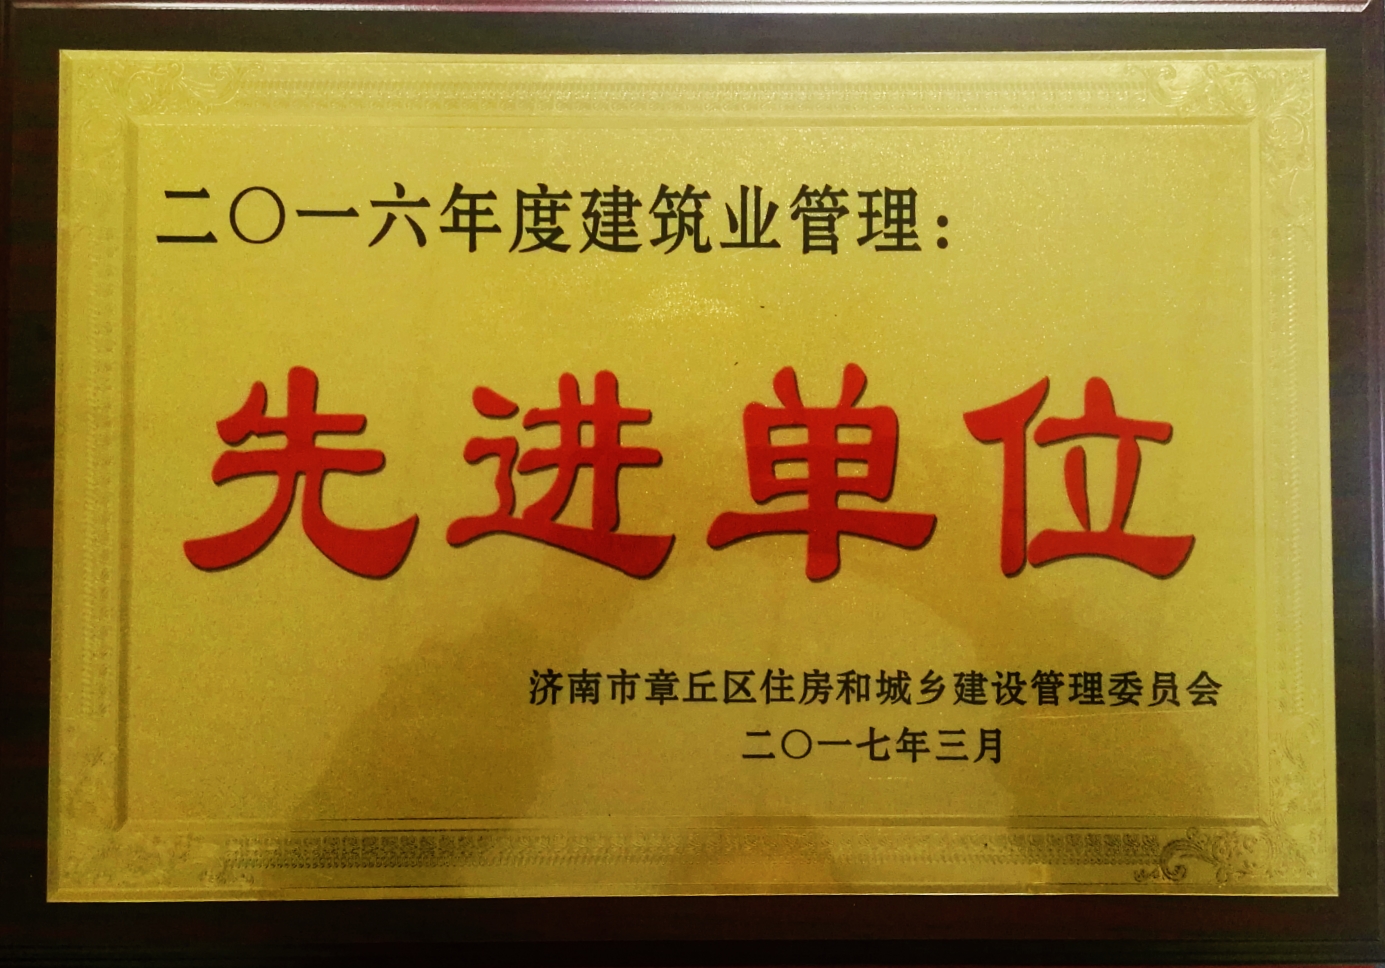 二〇一六年度建筑业管理：
先进单位
济南市章丘区住房和城乡建设管理委员会
二〇一七年三月